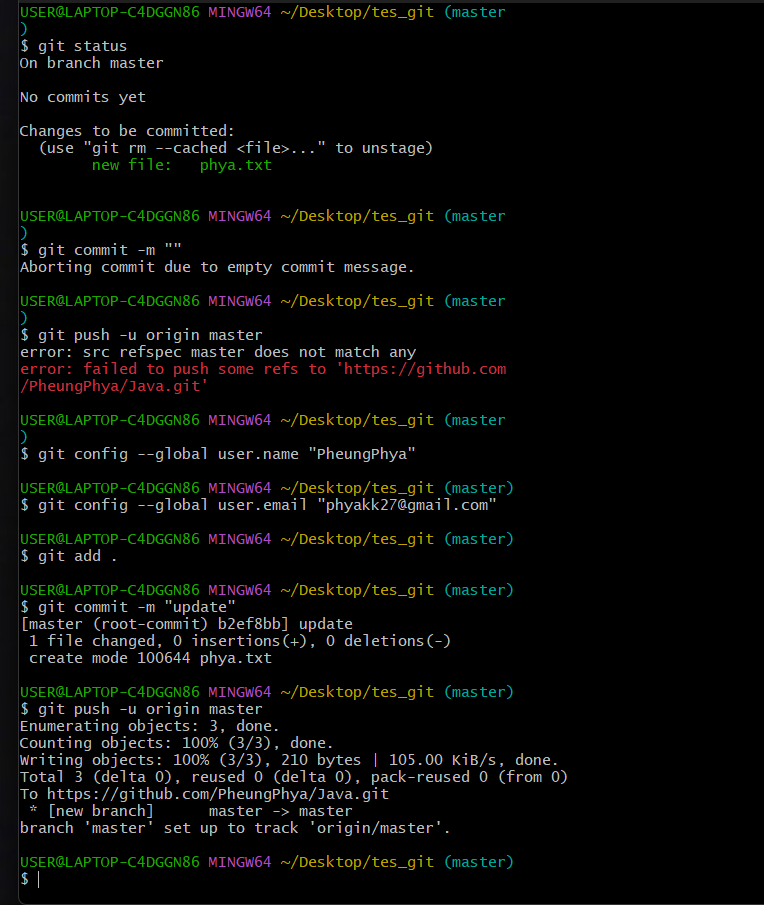 USER@LAPTOP-C4DGGN86 MINGW64 ~/Desktop/tes_git (master
)
$ git status
On branch master
No commits yet
Changes to be committed:
  (use "git rm --cached <file>..." to unstage)
        new file:   phya.txt
USER@LAPTOP-C4DGGN86 MINGW64 ~/Desktop/tes_git (master
)
$ git commit -m ""
Aborting commit due to empty commit message.
USER@LAPTOP-C4DGGN86 MINGW64 ~/Desktop/tes_git (master
)
$ git push -u origin master
error: src refspec master does not match any
error: failed to push some refs to 'https://github.com
/PheungPhya/Java.git'
USER@LAPTOP-C4DGGN86 MINGW64 ~/Desktop/tes_git (master
)
$ git config --global user.name "PheungPhya"
USER@LAPTOP-C4DGGN86 MINGW64 ~/Desktop/tes_git (master)
$ git config --global user.email "phyakk27@gmail.com"
USER@LAPTOP-C4DGGN86 MINGW64 ~/Desktop/tes_git (master)
$ git add .
USER@LAPTOP-C4DGGN86 MINGW64 ~/Desktop/tes_git (master)
$ git commit -m "update"
[master (root-commit) b2ef8bb] update
 1 file changed, 0 insertions(+), 0 deletions(-)
 create mode 100644 phya.txt
USER@LAPTOP-C4DGGN86 MINGW64 ~/Desktop/tes_git (master)
$ git push -u origin master
Enumerating objects: 3, done.
Counting objects: 100% (3/3), done.
Writing objects: 100% (3/3), 210 bytes | 105.00 KiB/s, done.
Total 3 (delta 0), reused 0 (delta 0), pack-reused 0 (from 0)
To https://github.com/PheungPhya/Java.git
 * [new branch]      master -> master
branch 'master' set up to track 'origin/master'.
USER@LAPTOP-C4DGGN86 MINGW64 ~/Desktop/tes_git (master)
$